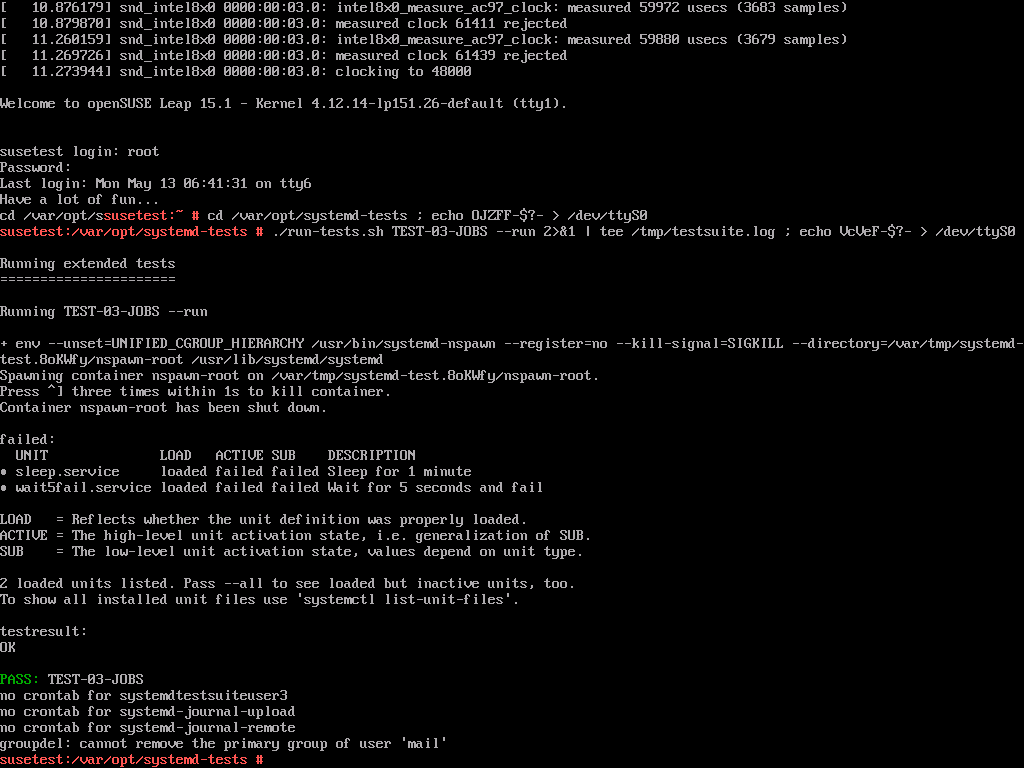 [   10.876179] snd_intel8x0 0000:00:03.0: intel8x0_measure_ac97_clock: measured 59972 usecs (3683 samples)
[   10.879870] snd_intel8x0 0000:00:03.0: measured clock 61411 rejected
[   11.260159] snd_intel8x0 0000:00:03.0: intel8x0_measure_ac97_clock: measured 59880 usecs (3679 samples)
[   11.269726] snd_intel8x0 0000:00:03.0: measured clock 61439 rejected
[   11.273944] snd_intel8x0 0000:00:03.0: clocking to 48000
Welcome to openSUSE Leap 15.1 - Kernel 4.12.14-lp151.26-default (tty1).
susetest login: root
Password:
Last login: Mon May 13 06:41:31 on tty6
Have a lot of fun...
cd /var/opt/ssusetest:~ # cd /var/opt/systemd-tests ; echo OJZFF-$?- > /dev/ttyS0
susetest:/var/opt/systemd-tests # ./run-tests.sh TEST-03-JOBS --run 2>&1 | tee /tmp/testsuite.log ; echo VcVeF-$?- > /dev/ttyS0
Running extended tests
======================
Running TEST-03-JOBS --run
+ env --unset=UNIFIED_CGROUP_HIERARCHY /usr/bin/systemd-nspawn --register=no --kill-signal=SIGKILL --directory=/var/tmp/systemd-
test.8oKWfy/nspawn-root /usr/lib/systemd/systemd
Spawning container nspawn-root on /var/tmp/systemd-test.8oKWfy/nspawn-root.
Press ^] three times within 1s to kill container.
Container nspawn-root has been shut down.
failed:
  UNIT              LOAD   ACTIVE SUB    DESCRIPTION
• sleep.service     loaded failed failed Sleep for 1 minute
• wait5fail.service loaded failed failed Wait for 5 seconds and fail
LOAD   = Reflects whether the unit definition was properly loaded.
ACTIVE = The high-level unit activation state, i.e. generalization of SUB.
SUB    = The low-level unit activation state, values depend on unit type.
2 loaded units listed. Pass --all to see loaded but inactive units, too.
To show all installed unit files use 'systemctl list-unit-files'.
testresult:
OK
PASS: TEST-03-JOBS
no crontab for systemdtestsuiteuser3
no crontab for systemd-journal-upload
no crontab for systemd-journal-remote
groupdel: cannot remove the primary group of user 'mail'
susetest:/var/opt/systemd-tests #